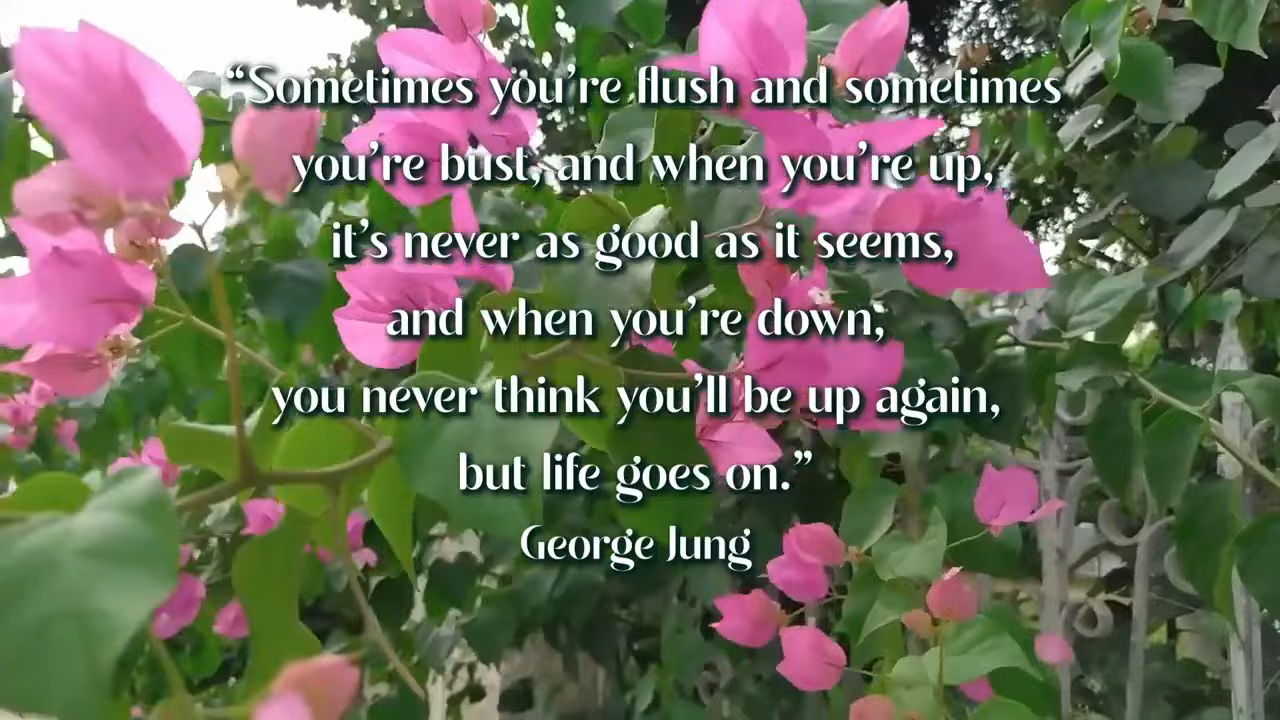 “Sometimes you’re flush and sometimes
you’re bust, and when you’re up,
it’s never as good as it seems,
and when you’re down,
you never think you’ll be up again,
but life goes on.”
George Jung